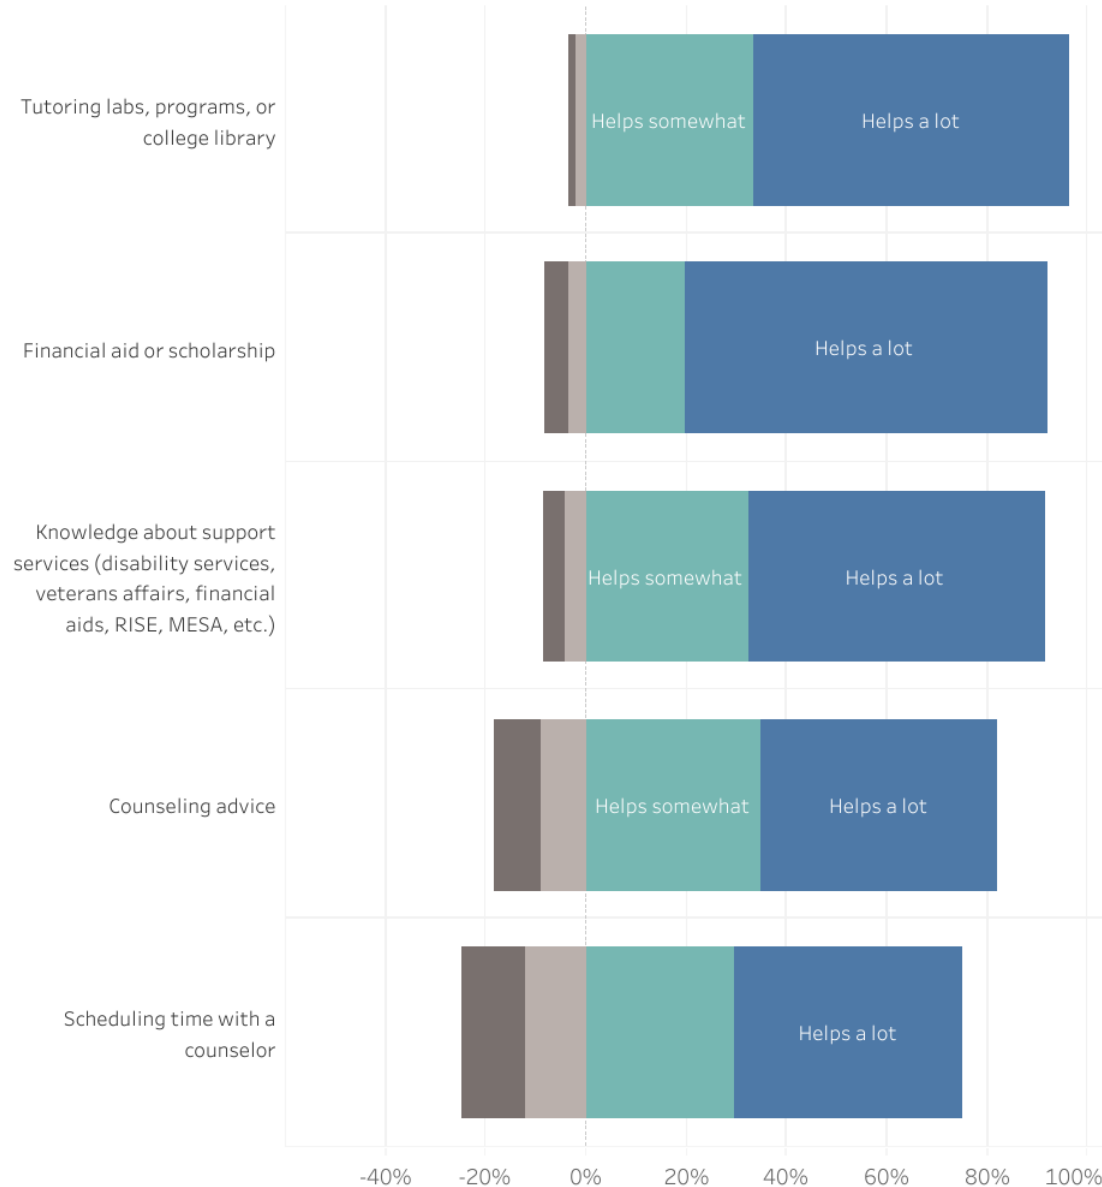 Tutoring labs, programs, or
college library
Helps somewhat
Helps a lot
Financial aid or scholarship
Helps a lot
Knowledge about support
services (disability services,
veterans affairs, financial
aids, RISE, MESA, etc.)
Helps somewhat
Helps a lot
Counseling advice
Helps somewhat
Helps a lot
Scheduling time with a
counselor
Helps a lot
-40% -20% 0% 20% 40% 60% 80% 100%